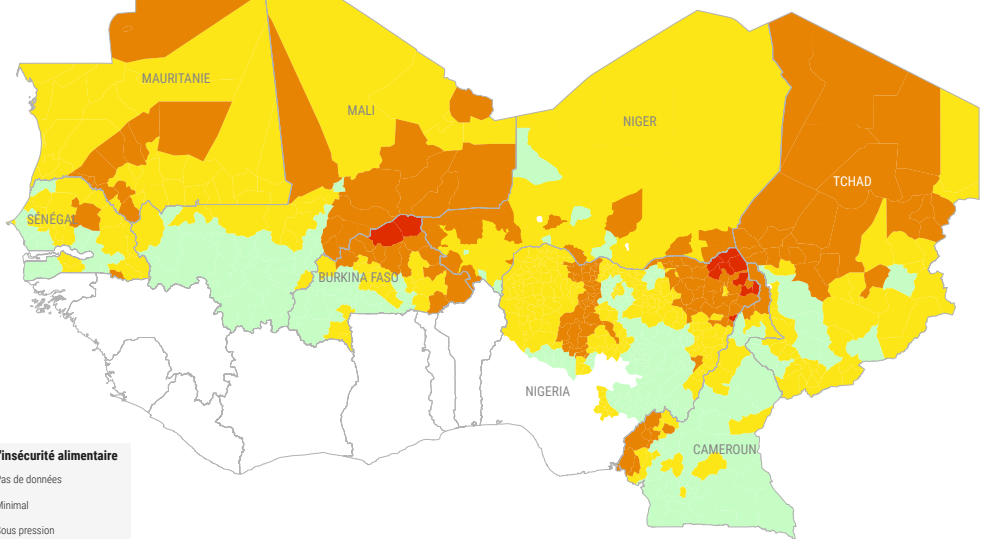 MAURITANIE
MALI
NIGER
TCHAD
SÉNÉGAL
BURKINA FASO
NIGERIA
CAMEROUN
'insécurité alimentaire
Pas de données
Minimal
Sous pression